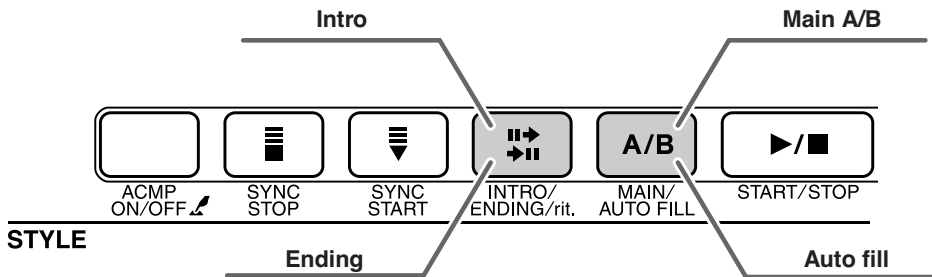 Intro
Main A/B
A/B
▶/■
ACMP
ON/OFF
SYNC
STOP
SYNC
START
INTRO/
ENDING/rit.
MAIN/
AUTO FILL
START/STOP
STYLE
Ending
Auto fill